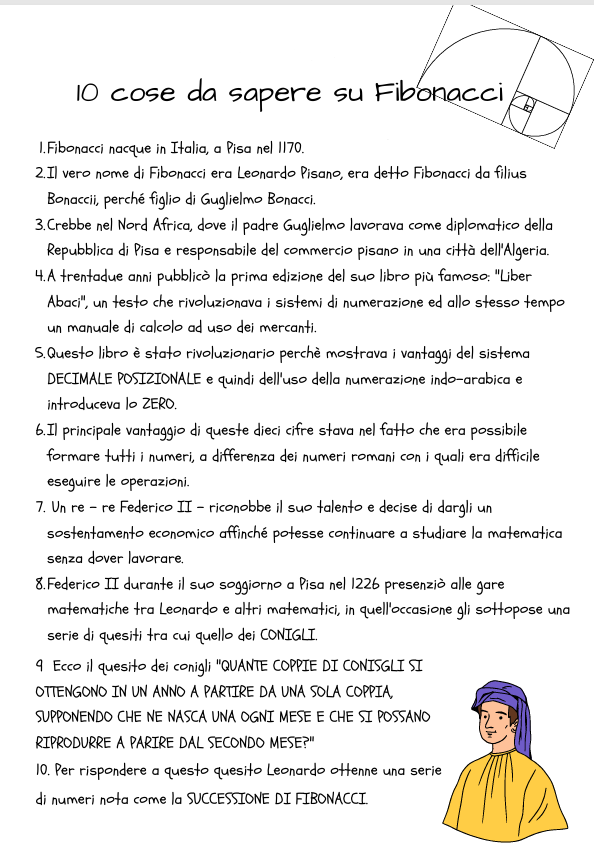 10 cose da sapere su Fibonacci
1.Fibonacci nacque in Italia, a Pisa nel 1170.
2.Il vero nome di Fibonacci era Leonardo Pisano, era detto Fibonacci da filius
Bonaccii, perché figlio di Guglielmo Bonacci.
3.Crebbe nel Nord Africa, dove il padre Guglielmo lavorava come diplomatico della
Repubblica di Pisa e responsabile del commercio pisano in una città dell'Algeria.
4.A trentadue anni pubblicò la prima edizione del suo libro più famoso: "Liber
Abaci", un testo che rivoluzionava i sistemi di numerazione ed allo stesso tempo
un manuale di calcolo ad uso dei mercanti.
5.Questo libro è stato rivoluzionario perchè mostrava i vantaggi del sistema
DECIMALE POSIZIONALE e quindi dell'uso della numerazione indo-arabica e
introduceva lo ZERO.
6.Il principale vantaggio di queste dieci cifre stava nel fatto che era possibile
formare tutti i numeri, a differenza dei numeri romani con i quali era difficile
eseguire le operazioni.
7. Un re - re Federico II - riconobbe il suo talento e decise di dargli un
sostentamento economico affinché potesse continuare a studiare la matematica
senza dover lavorare.
8.Federico II durante il suo soggiorno a Pisa nel 1226 presenziò alle gare
matematiche tra Leonardo e altri matematici, in quell'occasione gli sottopose una
serie di quesiti tra cui quello dei CONIGLI.
9 Ecco il quesito dei conigli "QUANTE COPPIE DI CONISGLI SI
OTTENGONO IN UN ANNO A PARTIRE DA UNA SOLA COPPIA,
SUPPONENDO CHE NE NASCA UNA OGNI MESE E CHE SI POSSANO
RIPRODURRE A PARIRE DAL SECONDO MESE?"
10. Per rispondere a questo quesito Leonardo ottenne una serie
di numeri nota come la SUCCESSIONE DI FIBONACCI.